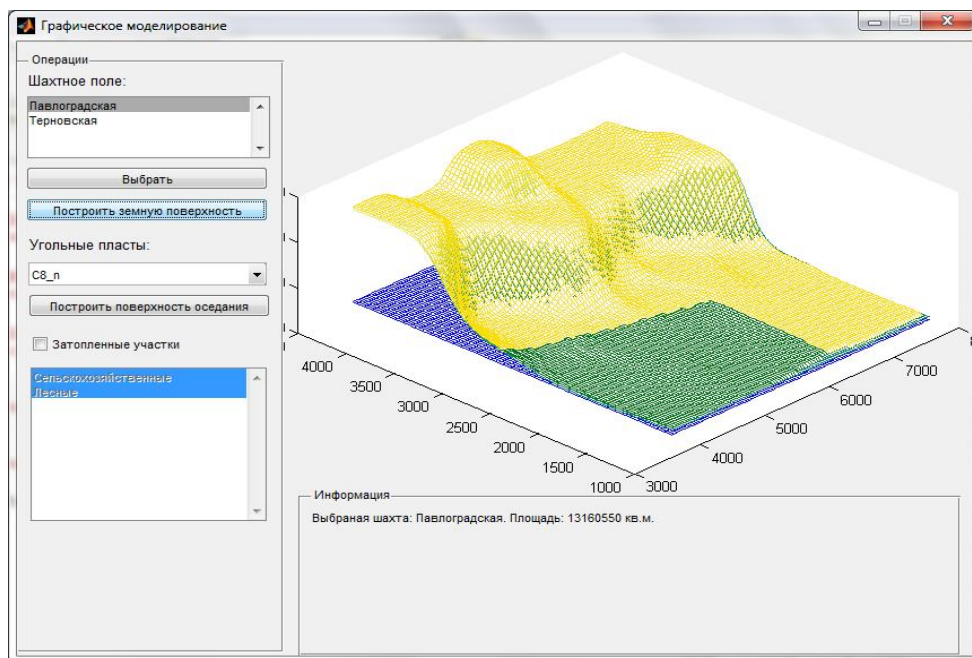 Графическое моделирование
Операции
Шахтное поле:
Павлоградская
Терновская
Выбрать
Построить земную поверхность
Угольные пласты:
C8_n
Построить поверхность оседания
Затопленные участки
Сельскохозяйственные
Лесные
4000
3500
3000
2500
2000
1500
1000
3000
4000
5000
6000
7000
Информация
Выбраная шахта: Павлоградская. Площадь: 13160550 кв.м.